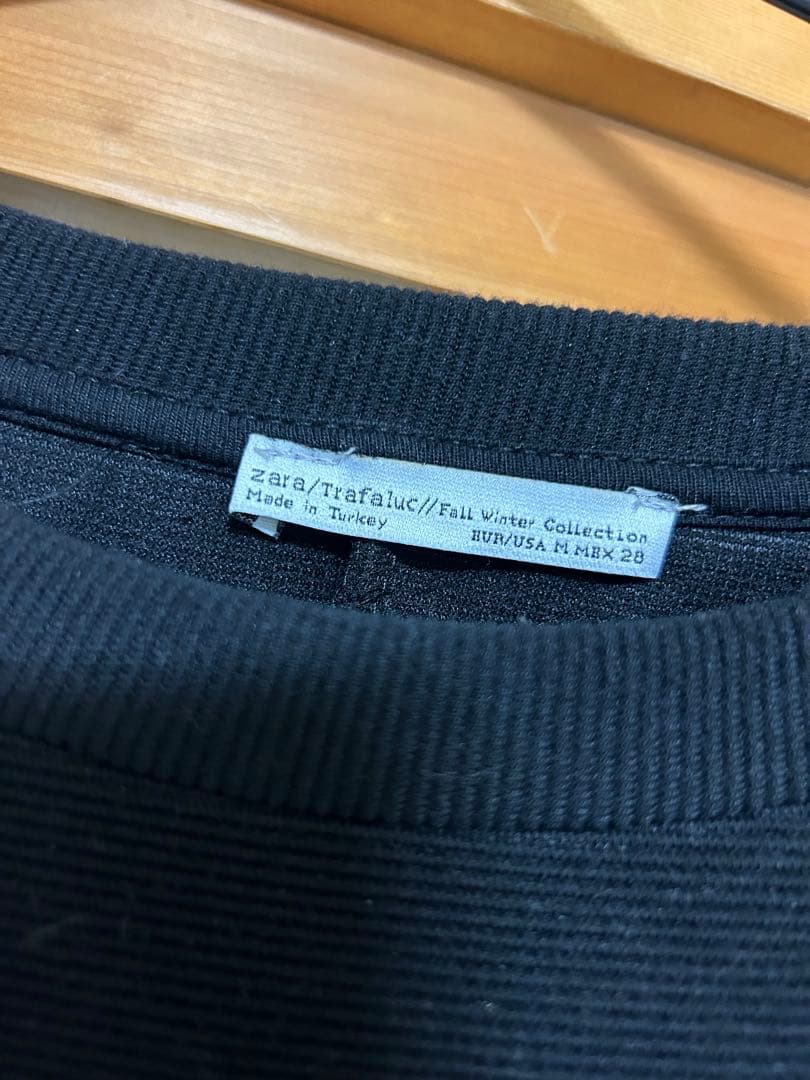 zara/Trafaluc//Fall Winter Collection
Made in Turkey EUR/USA M MEX 28